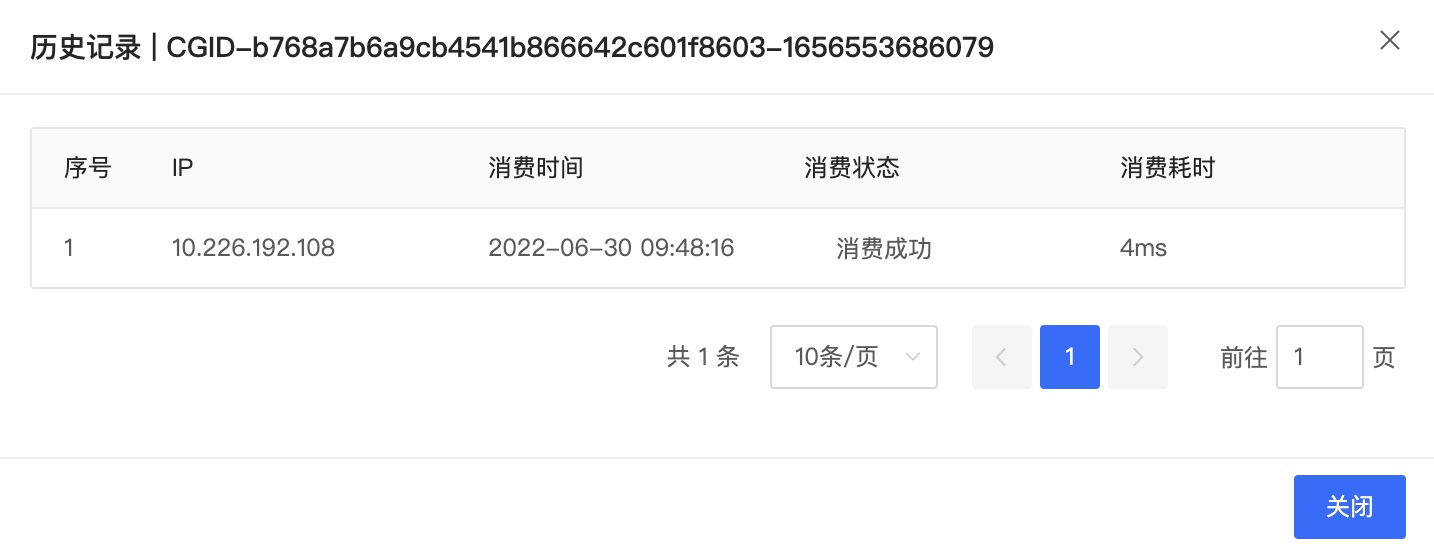 历史记录 | CGID-b768a7b6a9cb4541b866642c601f8603-1656553686079
序号 IP 消费时间 消费状态 消费耗时
1 10.226.192.108 2022-06-30 09:48:16 消费成功 4ms
共 1 条 10条/页 1 前往 1 页
关闭